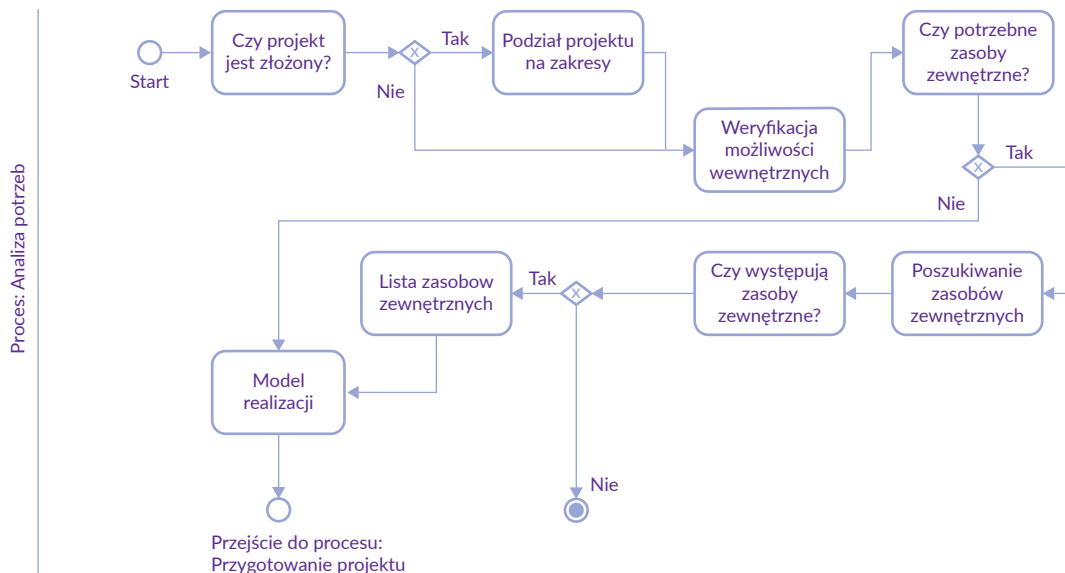 Proces: Analiza potrzeb
Start
Czy projekt
jest złożony?
X
Tak
Nie
Podział projektu
na zakresy
Weryfikacja
możliwości
wewnętrznych
Czy potrzebne
zasoby
zewnętrzne?
X
Tak
Nie
Poszukiwanie
zasobów
zewnętrznych
Czy występują
zasoby
zewnętrzne?
X
Tak
Nie
Lista zasobow
zewnętrznych
Model
realizacji
Przejście do procesu:
Przygotowanie projektu